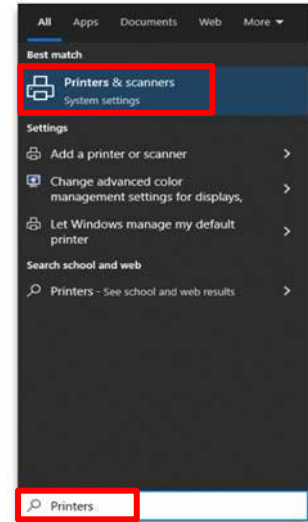 All Apps Documents Web More
Best match
Printers & scanners
System settings
Settings
Add a printer or scanner
Change advanced color
management settings for displays,
Let Windows manage my default
printer
Search school and web
Printers - See school and web results
Printers